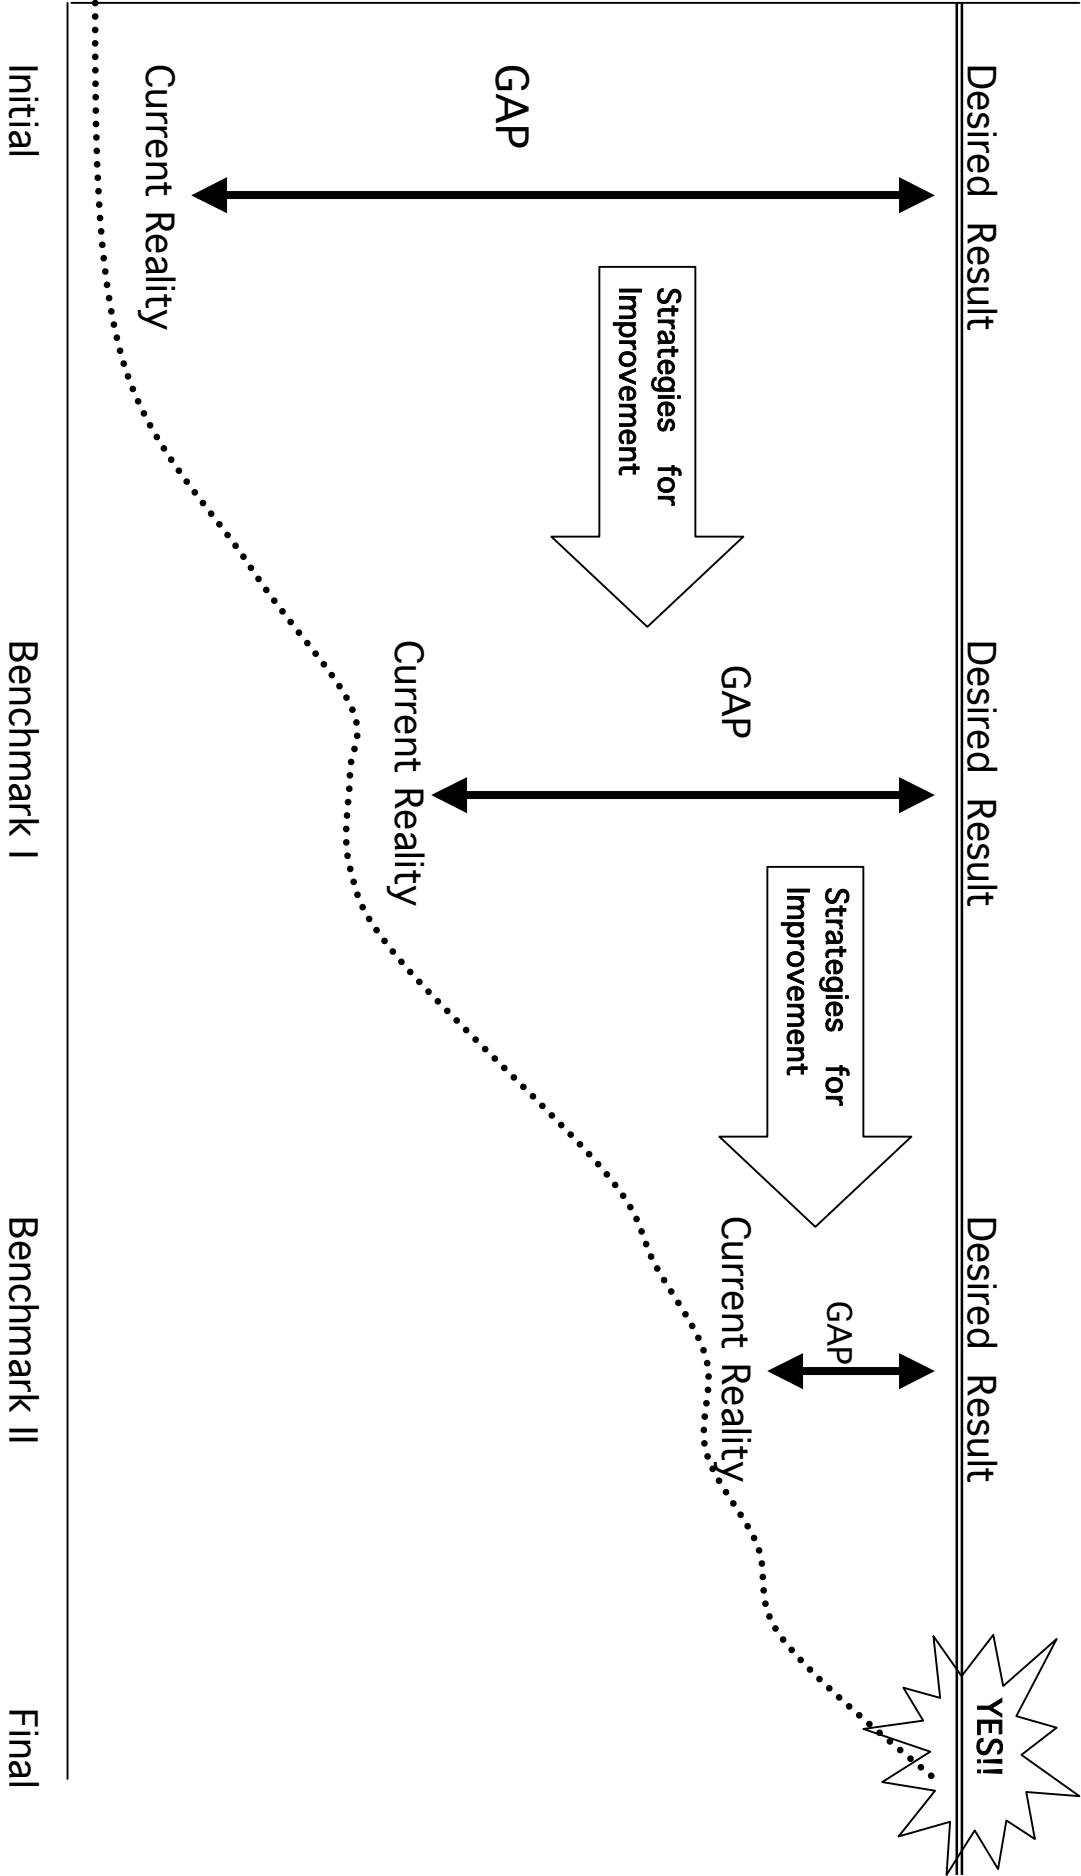 Desired Result
Desired Result
Desired Result
YES!!
GAP
Strategies for
Improvement
GAP
Strategies for
Improvement
GAP
Current Reality
Current Reality
Current Reality
Initial
Benchmark I
Benchmark II
Final